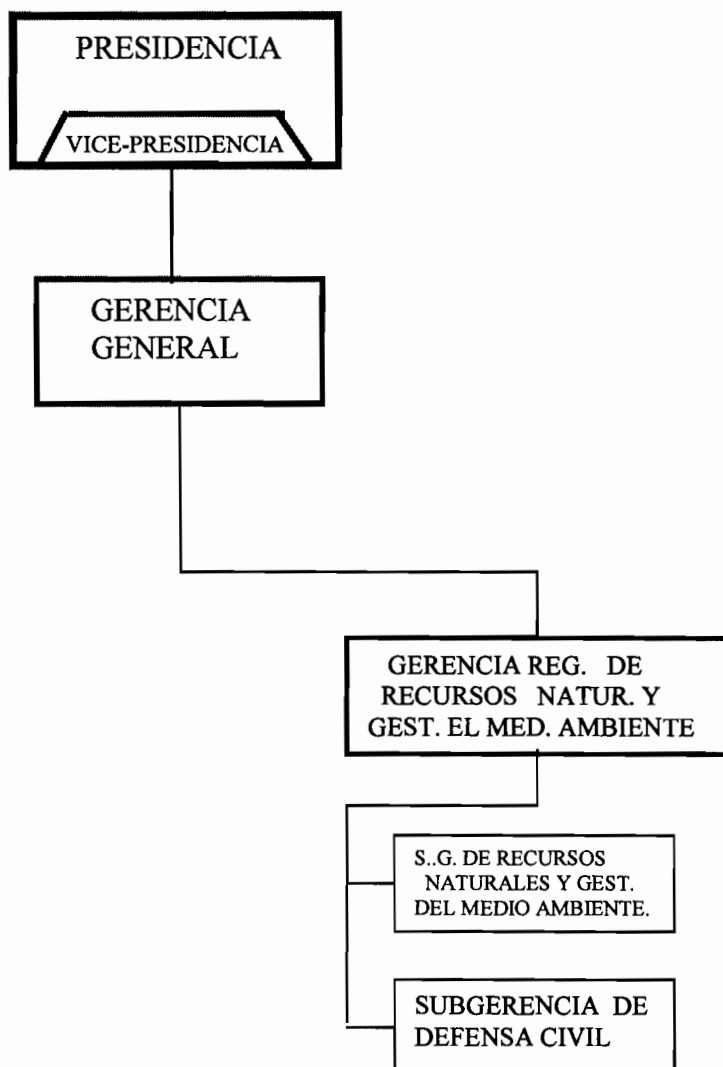 PRESIDENCIA
VICE-PRESIDENCIA
GERENCIA
GENERAL
GERENCIA REG. DE
RECURSOS NATUR. Y
GEST. EL MED. AMBIENTE
S..G. DE RECURSOS
NATURALES Y GEST.
DEL MEDIO AMBIENTE.
SUBGERENCIA DE
DEFENSA CIVIL